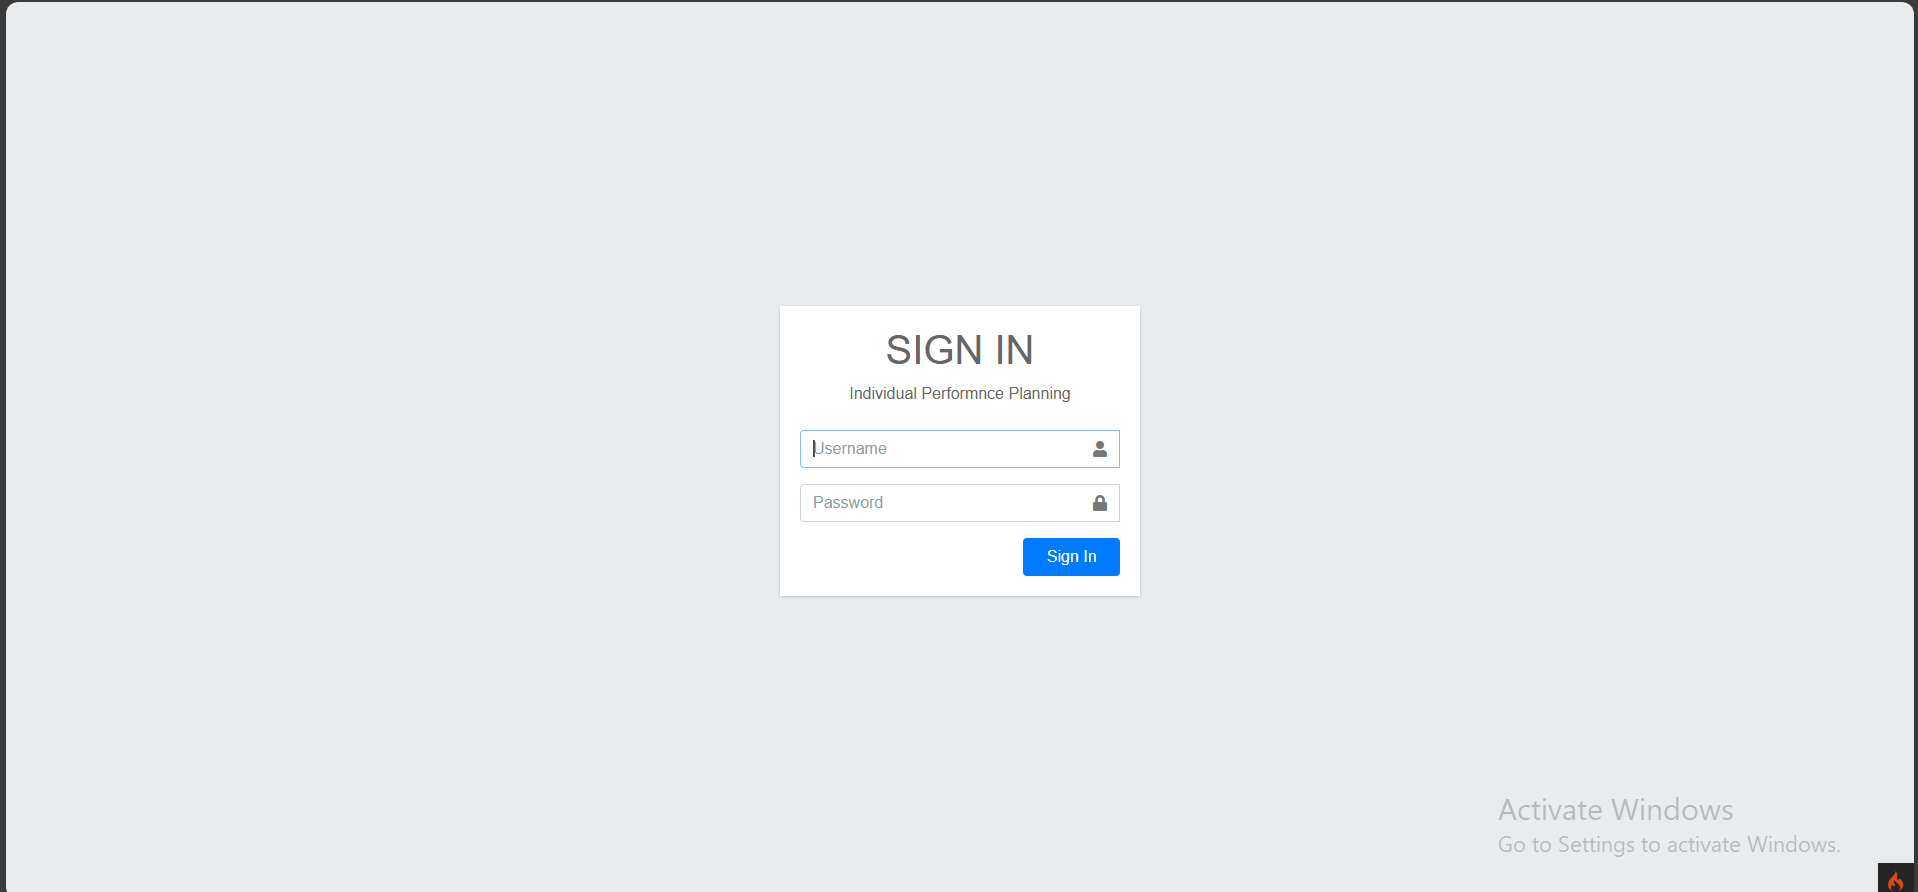 SIGN IN
Individual Performnce Planning
Username
Password
Sign In
Activate Windows
Go to Settings to activate Windows.